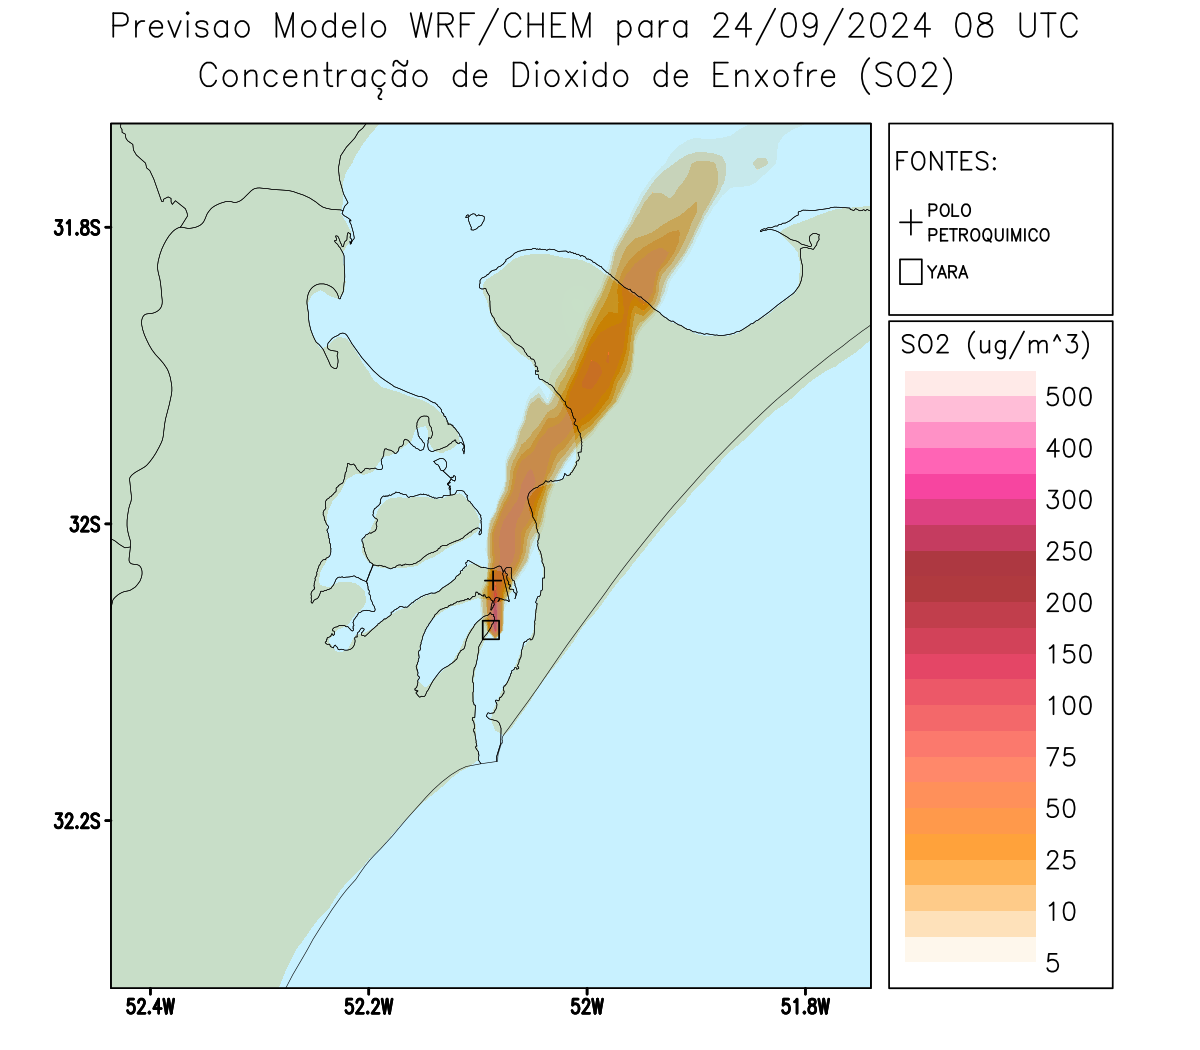 Previsao Modelo WRF/CHEM para 24/09/2024 08 UTC
Concentração de Dioxido de Enxofre (SO2)
FONTES:
POLO
PETROQUIMICO
YARA
31.8S
32S
32.2S
52.4W
52.2W
52W
51.8W
SO2 (ug/m^3)
500
400
300
250
200
150
100
75
50
25
10
5